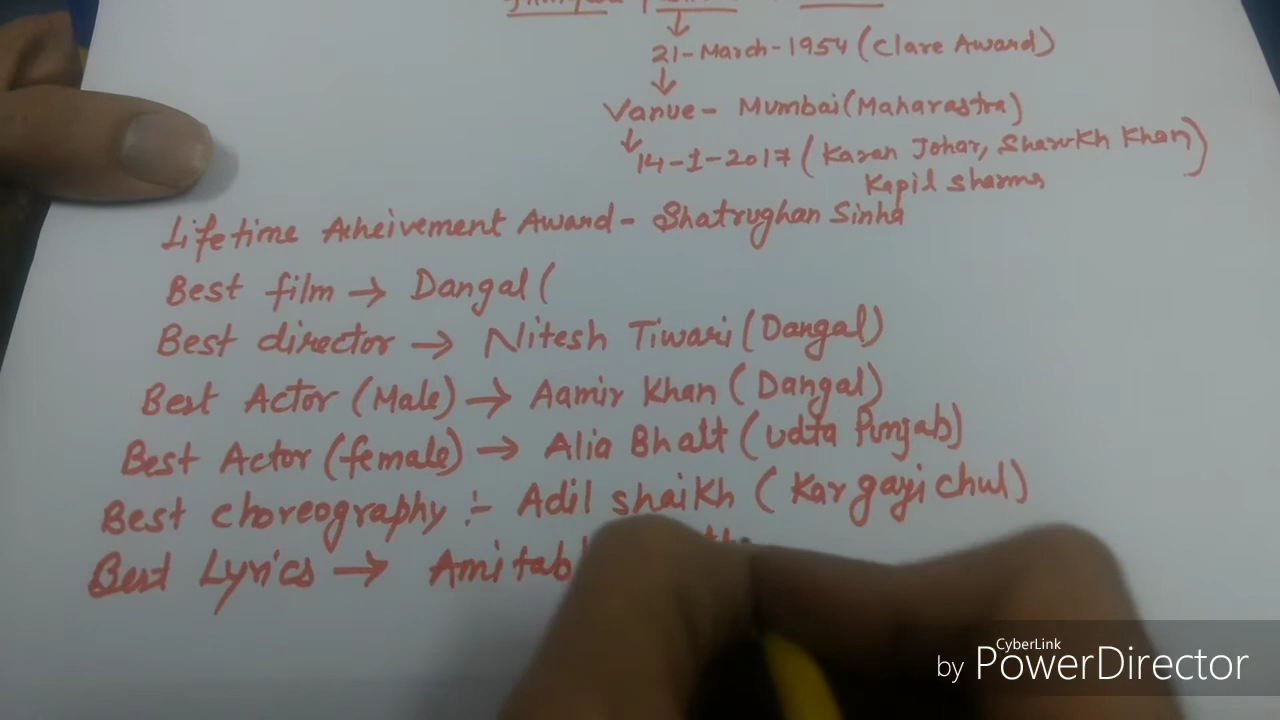 21-March-1954 (Clare Award)
Vanue - Mumbai (Maharastra)
14-1-2017 (Karan Johar, Sharukh Khan)
Kapil sharma
Lifetime Acheivement Award - Shatrughan Sinha
Best film → Dangal (
Best director → Nitesh Tiwari (Dangal)
Best Actor (Male) → Aamir Khan (Dangal)
Best Actor (female) → Alia Bhatt (Udta Punjab)
Best choreography :- Adil shaikh (Kar gayi chul)
Best Lyrics → Amitab
CyberLink
by PowerDirector